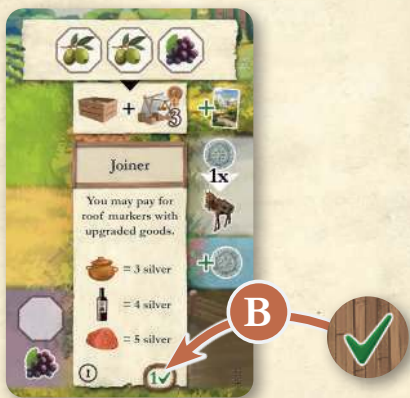 3
+
+
1x
Joiner
You may pay for
roof markers with
upgraded goods.
= 3 silver
+
= 4 silver
= 5 silver
B
1
1✓